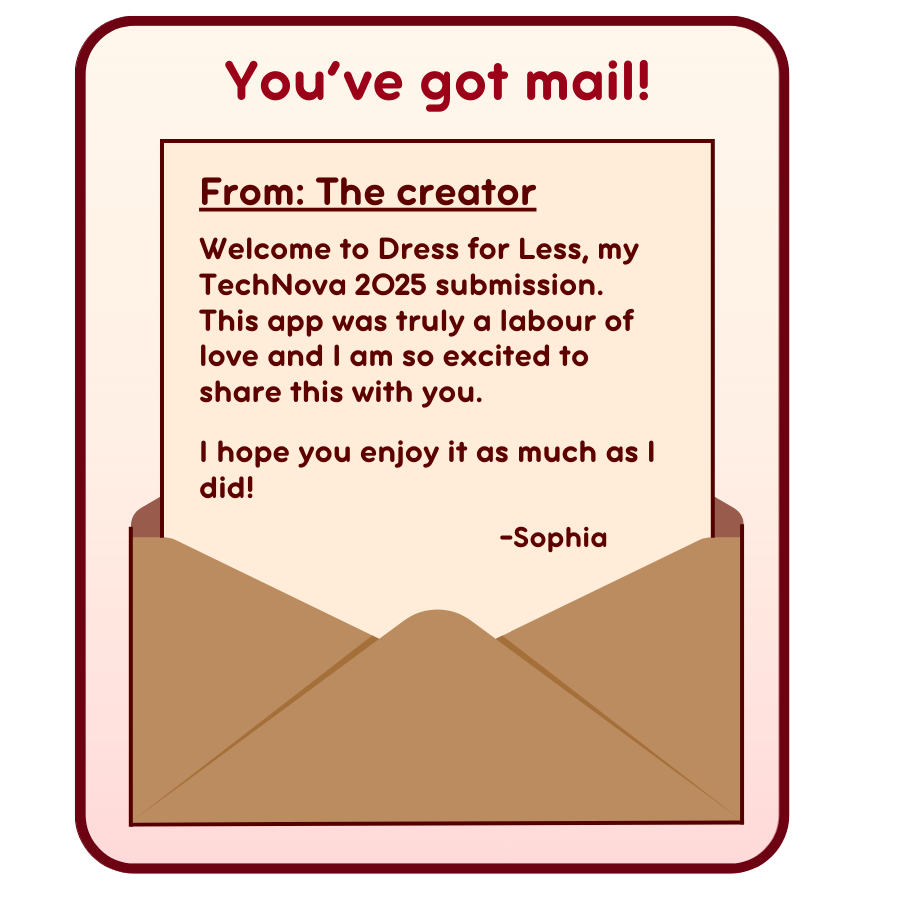 You've got mail!
From: The creator
Welcome to Dress for Less, my
TechNova 2025 submission.
This app was truly a labour of
love and I am so excited to
share this with you.
I hope you enjoy it as much as I
did!
-Sophia